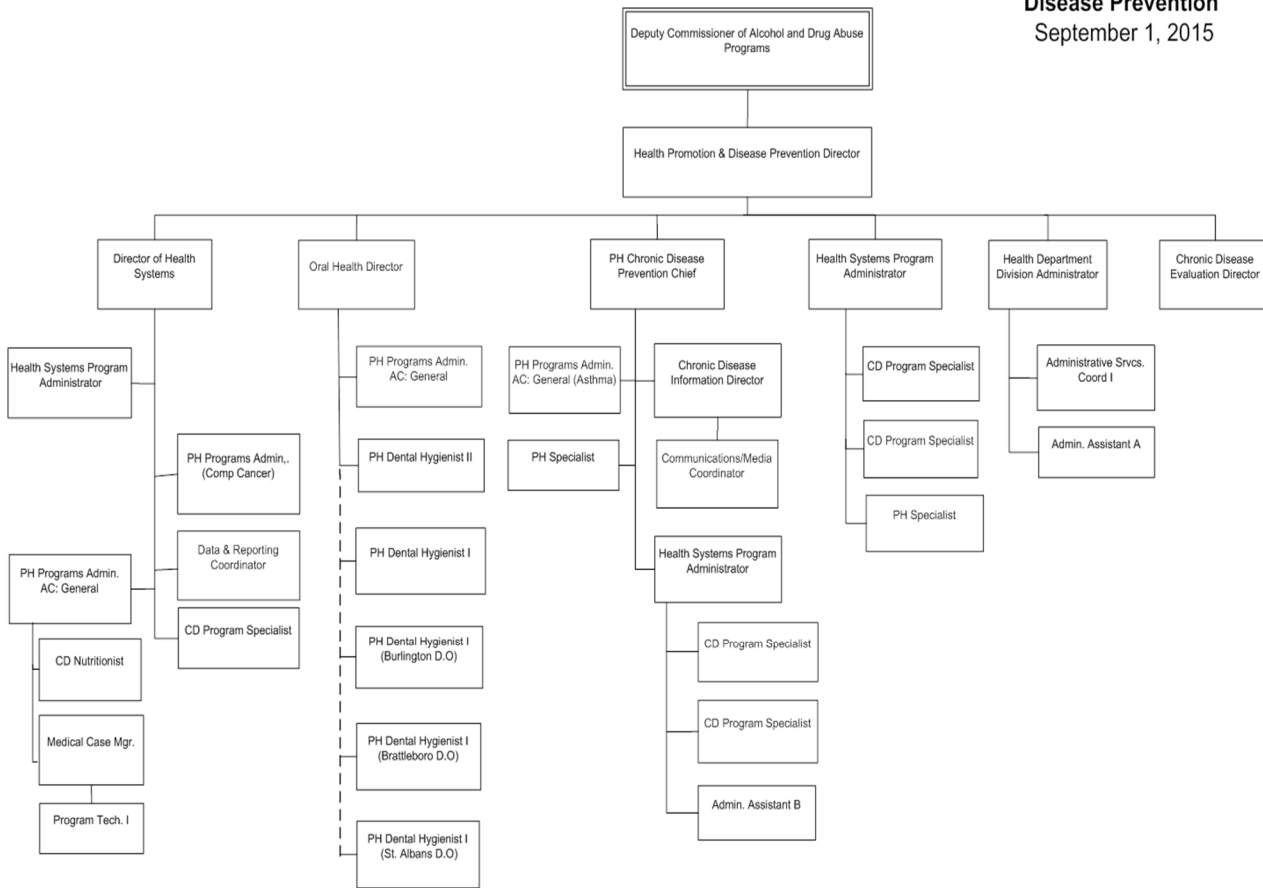 Disease Prevention
September 1, 2015
Deputy Commissioner of Alcohol and Drug Abuse
Programs
Health Promotion & Disease Prevention Director
Director of Health
Systems
Oral Health Director
PH Chronic Disease
Prevention Chief
Health Systems Program
Administrator
Health Department
Division Administrator
Chronic Disease
Evaluation Director
Health Systems Program
Administrator
PH Programs Admin,.
(Comp Cancer)
Data & Reporting
Coordinator
PH Programs Admin.
AC: General
CD Program Specialist
CD Nutritionist
Medical Case Mgr.
Program Tech. I
PH Programs Admin.
AC: General
PH Dental Hygienist II
PH Dental Hygienist I
PH Dental Hygienist I
(Burlington D.O)
PH Dental Hygienist I
(Brattleboro D.O)
PH Dental Hygienist I
(St. Albans D.O)
PH Programs Admin.
AC: General (Asthma)
Chronic Disease
Information Director
PH Specialist
Communications/Media
Coordinator
Health Systems Program
Administrator
CD Program Specialist
CD Program Specialist
Admin. Assistant B
CD Program Specialist
CD Program Specialist
PH Specialist
Administrative Srvcs.
Coord I
Admin. Assistant A